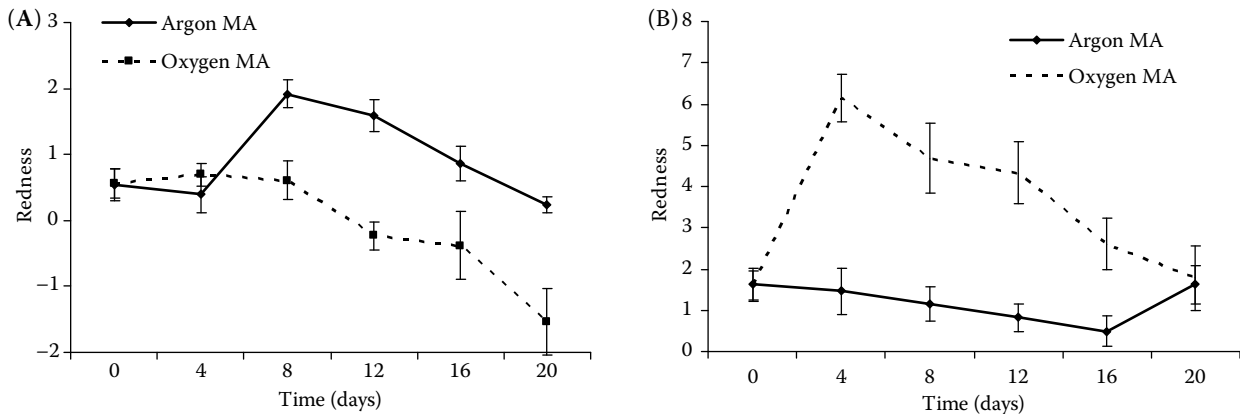 (A)
3
2
1
0
−1
−2
Redness
Argon MA
Oxygen MA
0 4 8 12 16 20
Time (days)
(B)
8
7
6
5
4
3
2
1
0
Redness
Argon MA
Oxygen MA
0 4 8 12 16 20
Time (days)